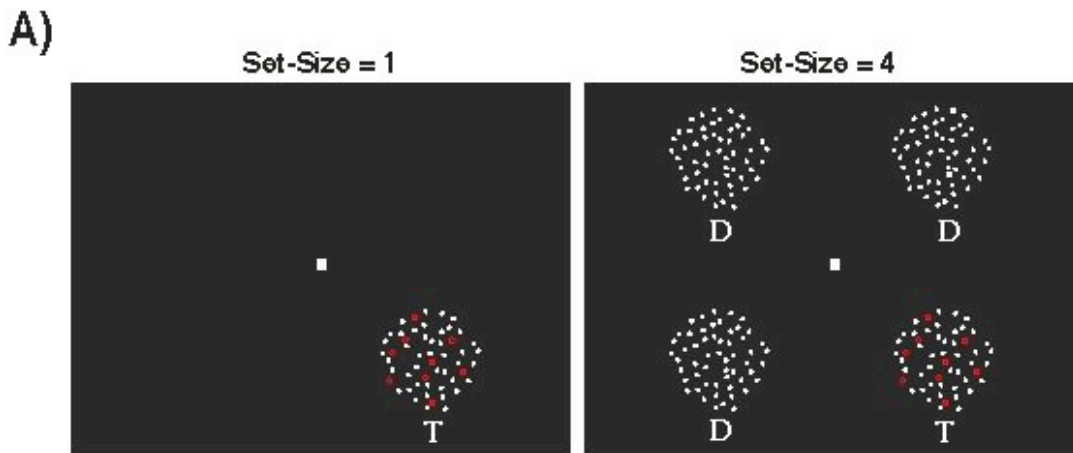 A)
Set-Size = 1
Set-Size = 4
D D
T
D T